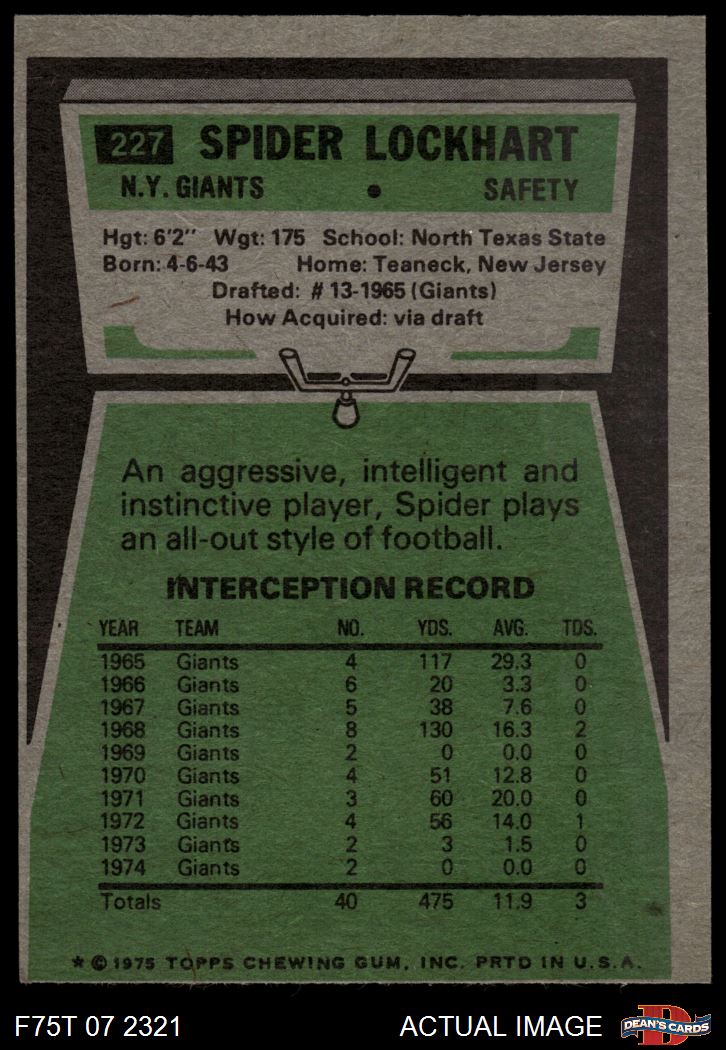 227 SPIDER LOCKHART
N.Y. GIANTS • SAFETY
Hgt: 6'2" Wgt: 175 School: North Texas State
Born: 4-6-43 Home: Teaneck, New Jersey
Drafted: # 13-1965 (Giants)
How Acquired: via draft
An aggressive, intelligent and
instinctive player, Spider plays
an all-out style of football.
INTERCEPTION RECORD
YEAR TEAM NO. YDS. AVG. TDS.
1965 Giants 4 117 29.3 0
1966 Giants 6 20 3.3 0
1967 Giants 5 38 7.6 0
1968 Giants 8 130 16.3 2
1969 Giants 2 0 0.0 0
1970 Giants 4 51 12.8 0
1971 Giants 3 60 20.0 0
1972 Giants 4 56 14.0 1
1973 Giants 2 3 1.5 0
1974 Giants 2 0 0.0 0
Totals 40 475 11.9 3
* © 1975 TOPPS CHEWING GUM, INC. PRTD IN U.S.A.
F75T 07 2321 ACTUAL IMAGE
D
DEAN'S CARDS